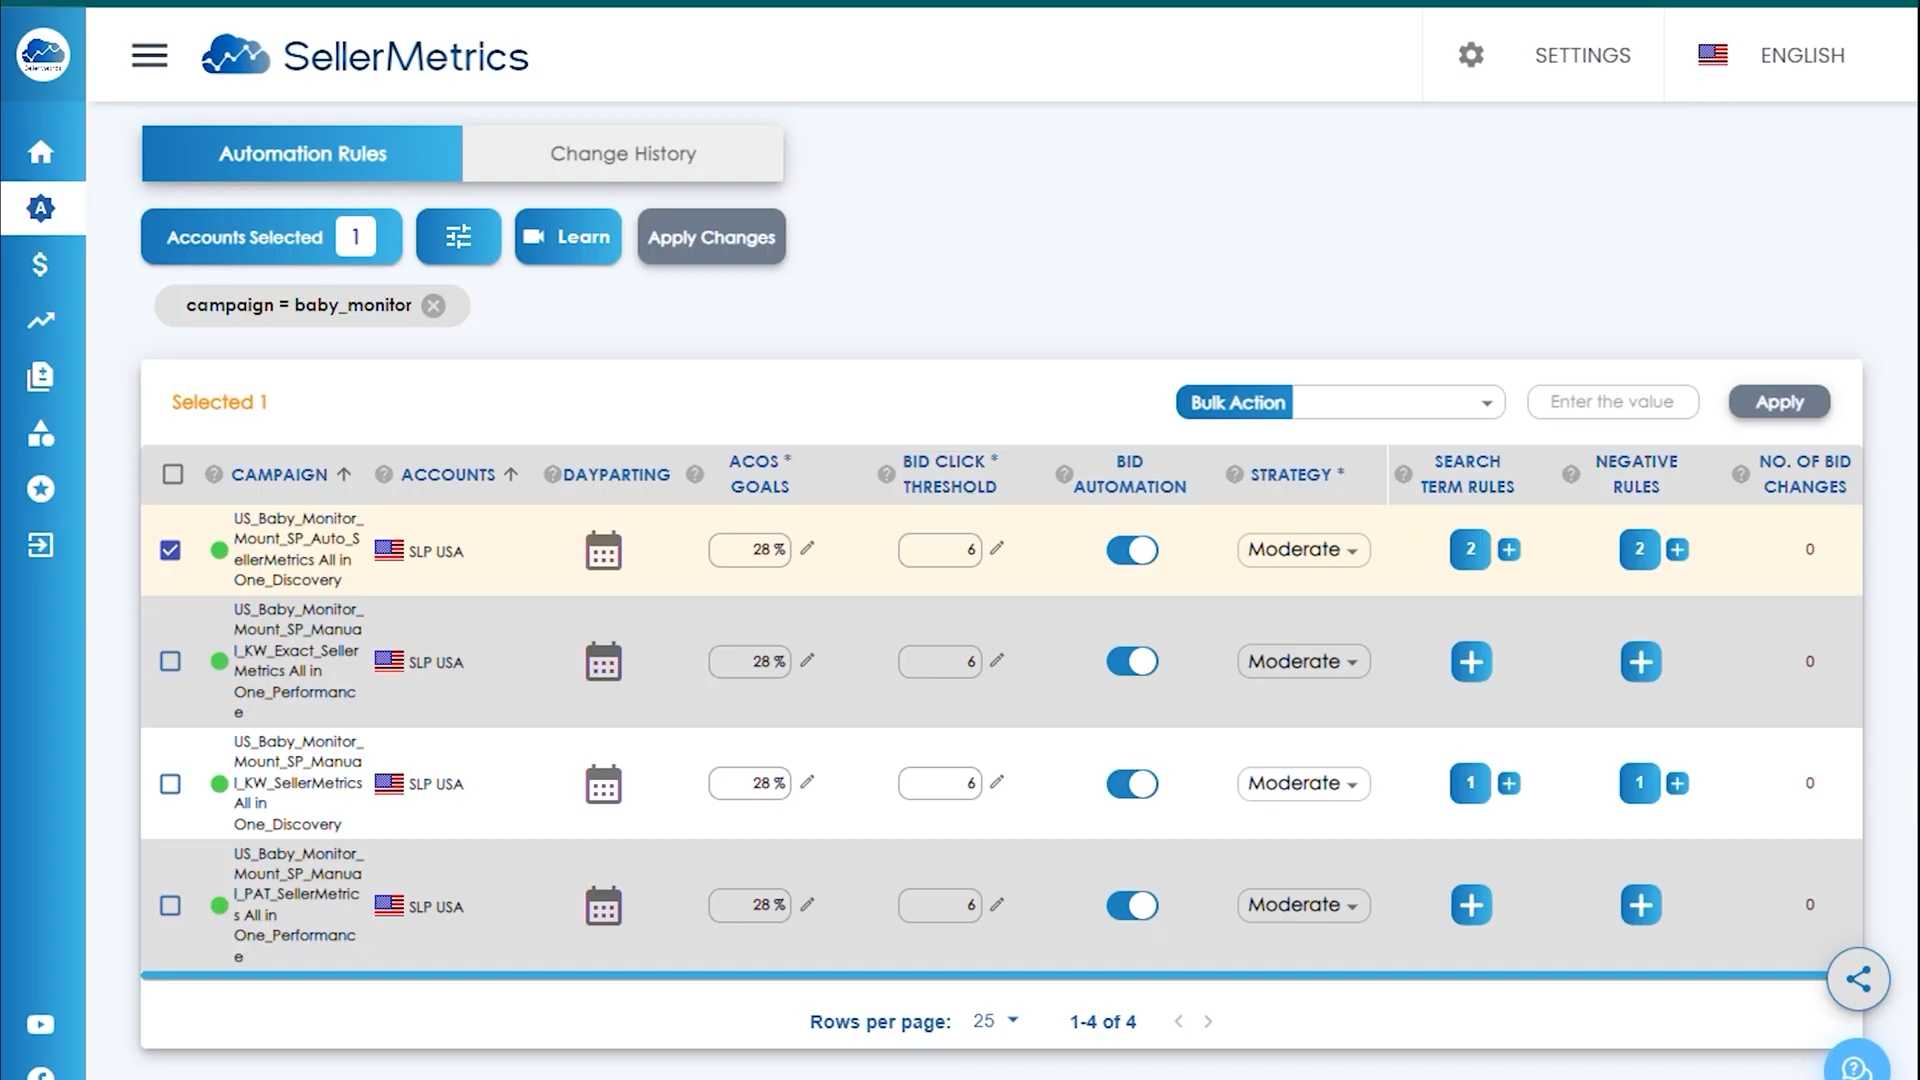 SellerMetrics
SETTINGS
ENGLISH
Automation Rules
Change History
Accounts Selected 1
Learn
Apply Changes
campaign = baby_monitor
Selected 1
Bulk Action
Enter the value
Apply
CAMPAIGN
ACCOUNTS
DAYPARTING
ACOS *
GOALS
BID CLICK *
THRESHOLD
BID
AUTOMATION
STRATEGY *
SEARCH
TERM RULES
NEGATIVE
RULES
NO. OF BID
CHANGES
US_Baby_Monitor_
Mount_SP_Auto_S
ellerMetrics All in
One_Discovery
SLP USA
28 %
6
Moderate
2
2
0
US_Baby_Monitor_
Mount_SP_Manua
l_KW_Exact_Seller
Metrics All in
One_Performanc
e
SLP USA
28 %
6
Moderate
0
US_Baby_Monitor_
Mount_SP_Manua
l_KW_SellerMetrics
All in
One_Discovery
SLP USA
28 %
6
Moderate
1
1
0
US_Baby_Monitor_
Mount_SP_Manua
l_PAT_SellerMetric
s All in
One_Performanc
e
SLP USA
28 %
6
Moderate
0
Rows per page: 25
1-4 of 4